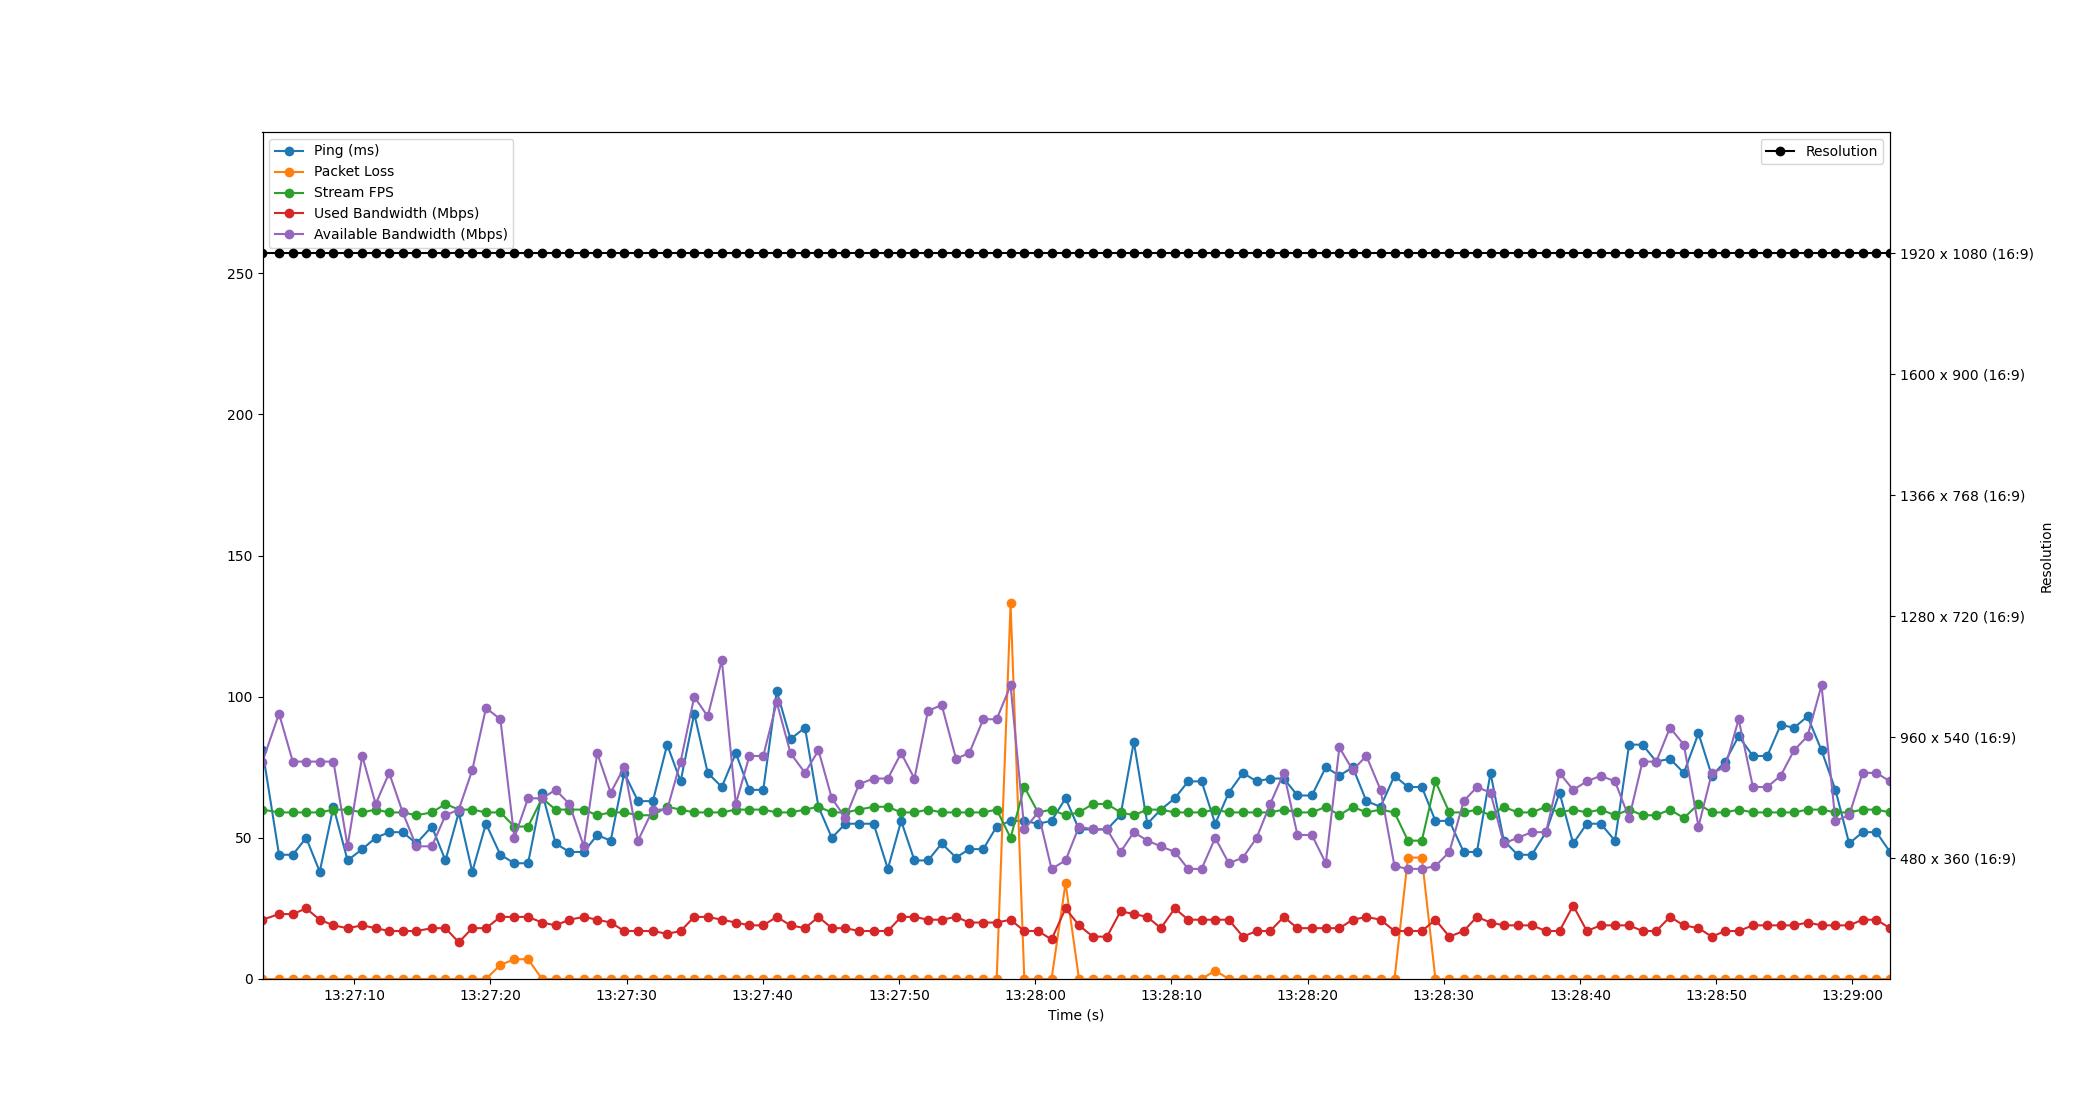 Ping (ms)
Packet Loss
Stream FPS
Used Bandwidth (Mbps)
Available Bandwidth (Mbps)
Resolution
250
200
150
100
50
0
1920 x 1080 (16:9)
1600 x 900 (16:9)
1366 x 768 (16:9)
1280 x 720 (16:9)
960 x 540 (16:9)
480 x 360 (16:9)
Resolution
13:27:10
13:27:20
13:27:30
13:27:40
13:27:50
13:28:00
13:28:10
13:28:20
13:28:30
13:28:40
13:28:50
13:29:00
Time (s)